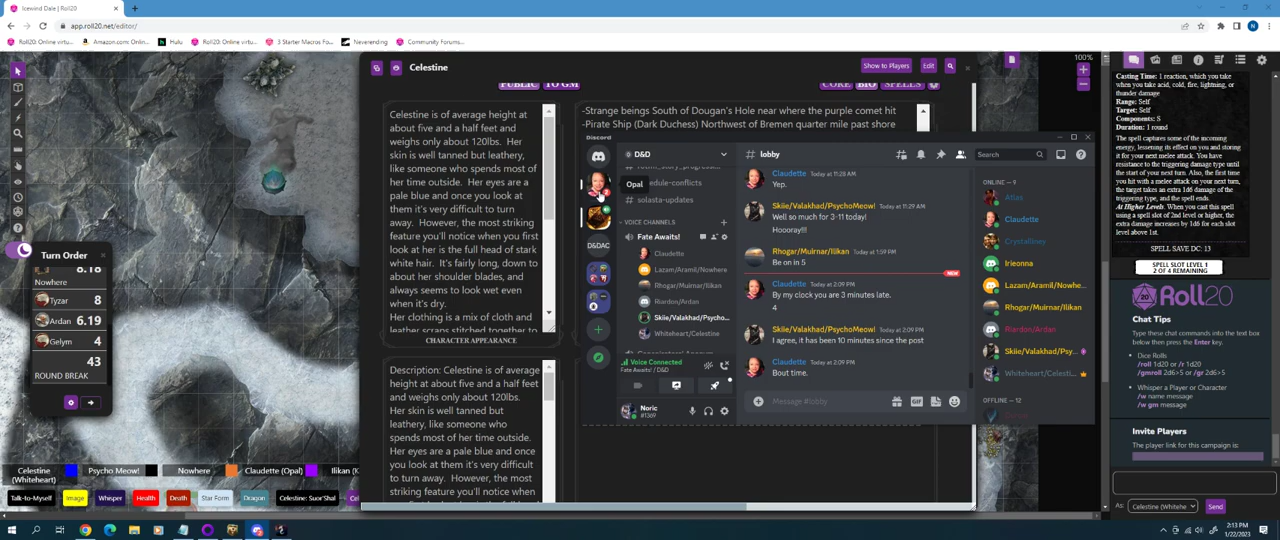 Icewind Dale | Roll20
app.roll20.net/editor/
Roll20: Online virtu...
Amazon.com: Onlin...
Hulu
Roll20: Online virtu...
3 Starter Macros Fo...
Neverending
Community Forums...
Celestine
Show to Players
Edit
100%
PUBLIC
TO GM
CORE
BIO
SPELLS
Celestine is of average height at
about five and a half feet and
weighs only about 120lbs. Her
skin is well tanned but leathery,
like someone who spends most
of her time outside. Her eyes are
a pale blue and once you look at
them it's very difficult to turn
away. However, the most striking
feature you'll notice when you first
look at her is the full head of stark
white hair. It's fairly long, down to
about her shoulder blades, and
always seems to look wet even
when it's dry.
Her clothing is a mix of cloth and
leather scraps stitched together to
CHARACTER APPEARANCE
Description: Celestine is of average
height at about five and a half feet
and weighs only about 120lbs.
Her skin is well tanned but
leathery, like someone who
spends most of her time outside.
Her eyes are a pale blue and once
you look at them it's very difficult
to turn away. However, the most
striking feature you'll notice when
you first look at her is the full head
-Strange beings South of Dougan's Hole near where the purple comet hit
-Pirate Ship (Dark Duchess) Northwest of Bremen quarter mile past shore
Discord
D&D
Opal
edule-conflicts
# solasta-updates
VOICE CHANNELS
Fate Awaits!
Claudette
Lazam/Aramil/Nowhere
Rhogar/Muirnar/Ilikan
Riardon/Ardan
Skiie/Valakhad/Psycho...
Whiteheart/Celestine
D&DAC
Voice Connected
Fate Awaits! / D&D
Noric
#1369
# lobby
Search
Claudette Today at 11:28 AM
Yep.
Skiie/Valakhad/PsychoMeow! Today at 11:29 AM
Well so much for 3-11 today!
Hoooray!!!
Rhogar/Muirnar/Ilikan Today at 1:59 PM
Be on in 5
NEW
Claudette Today at 2:09 PM
By my clock you are 3 minutes late.
4
Skiie/Valakhad/PsychoMeow! Today at 2:09 PM
I agree, it has been 10 minutes since the post
Claudette Today at 2:09 PM
Bout time.
Message #lobby
GIF
ONLINE — 9
Atlas
Claudette
Crystallowy
Irieonna
Lazam/Aramil/Nowhe...
Rhogar/Muirnar/Ilikan
Riardon/Ardan
Skiie/Valakhad/Psy...
Whiteheart/Celesti...
OFFLINE — 12
Turn Order
8.18
Nowhere
Tyzar 8
Ardan 6.19
Gelym 4
43
ROUND BREAK
Celestine
(Whiteheart)
Psycho Meow!
Nowhere
Claudette (Opal)
Ilikan (K
Talk-to-Myself
Image
Whisper
Health
Death
Star Form
Dragon
Celestine: Suor'Shal
Cel
Casting Time: 1 reaction, which you take
when you take acid, cold, fire, lightning, or
thunder damage
Range: Self
Target: Self
Components: S
Duration: 1 round
The spell captures some of the incoming
energy, lessening its effect on you and
storing it for your next melee attack. You have
resistance to the triggering damage type until
the start of your next turn. Also, the first time
you hit with a melee attack on your next turn,
the target takes an extra 1d6 damage of the
triggering type, and the spell ends.
At Higher Levels. When you cast this spell
using a spell slot of 2nd level or higher, the
extra damage increases by 1d6 for each slot
level above 1st.
SPELL SAVE DC: 13
SPELL SLOT LEVEL 1
2 OF 4 REMAINING
Roll20
Chat Tips
Type these chat commands into the text box
below then press the Enter key.
• Dice Rolls
/roll 1d20 or /r 1d20
/gmroll 2d6>5 or /gr 2d6>5
• Whisper a Player or Character
/w name message
/w gm message
Invite Players
The player link for this campaign is:
As:
Celestine (Whitehe
Send
2:13 PM
1/22/2023